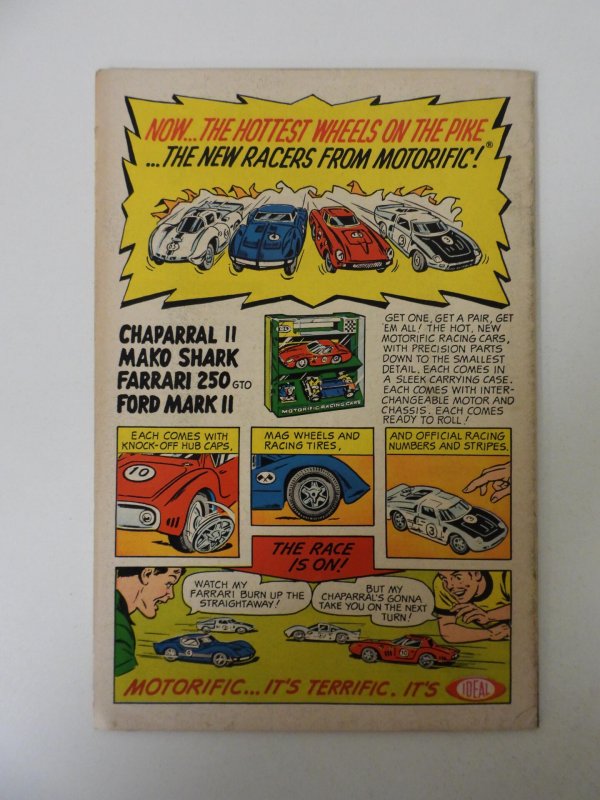 NOW...THE HOTTEST WHEELS ON THE PIKE
...THE NEW RACERS FROM MOTORIFIC!®
CHAPARRAL II
MAKO SHARK
FARRARI 250 GTO
FORD MARK II
MOTORIFIC RACING CARS
GET ONE, GET A PAIR, GET
'EM ALL! THE HOT, NEW
MOTORIFIC RACING CARS,
WITH PRECISION PARTS
DOWN TO THE SMALLEST
DETAIL. EACH COMES IN
A SLEEK CARRYING CASE.
EACH COMES WITH INTER-
CHANGEABLE MOTOR AND
CHASSIS. EACH COMES
READY TO ROLL!
EACH COMES WITH
KNOCK-OFF HUB CAPS,
10
MAG WHEELS AND
RACING TIRES,
AND OFFICIAL RACING
NUMBERS AND STRIPES.
3
THE RACE
IS ON!
WATCH MY
FARRARI BURN UP THE
STRAIGHTAWAY!
BUT MY
CHAPARRAL'S GONNA
TAKE YOU ON THE NEXT
TURN!
10
MOTORIFIC... IT'S TERRIFIC. IT'S IDEAL